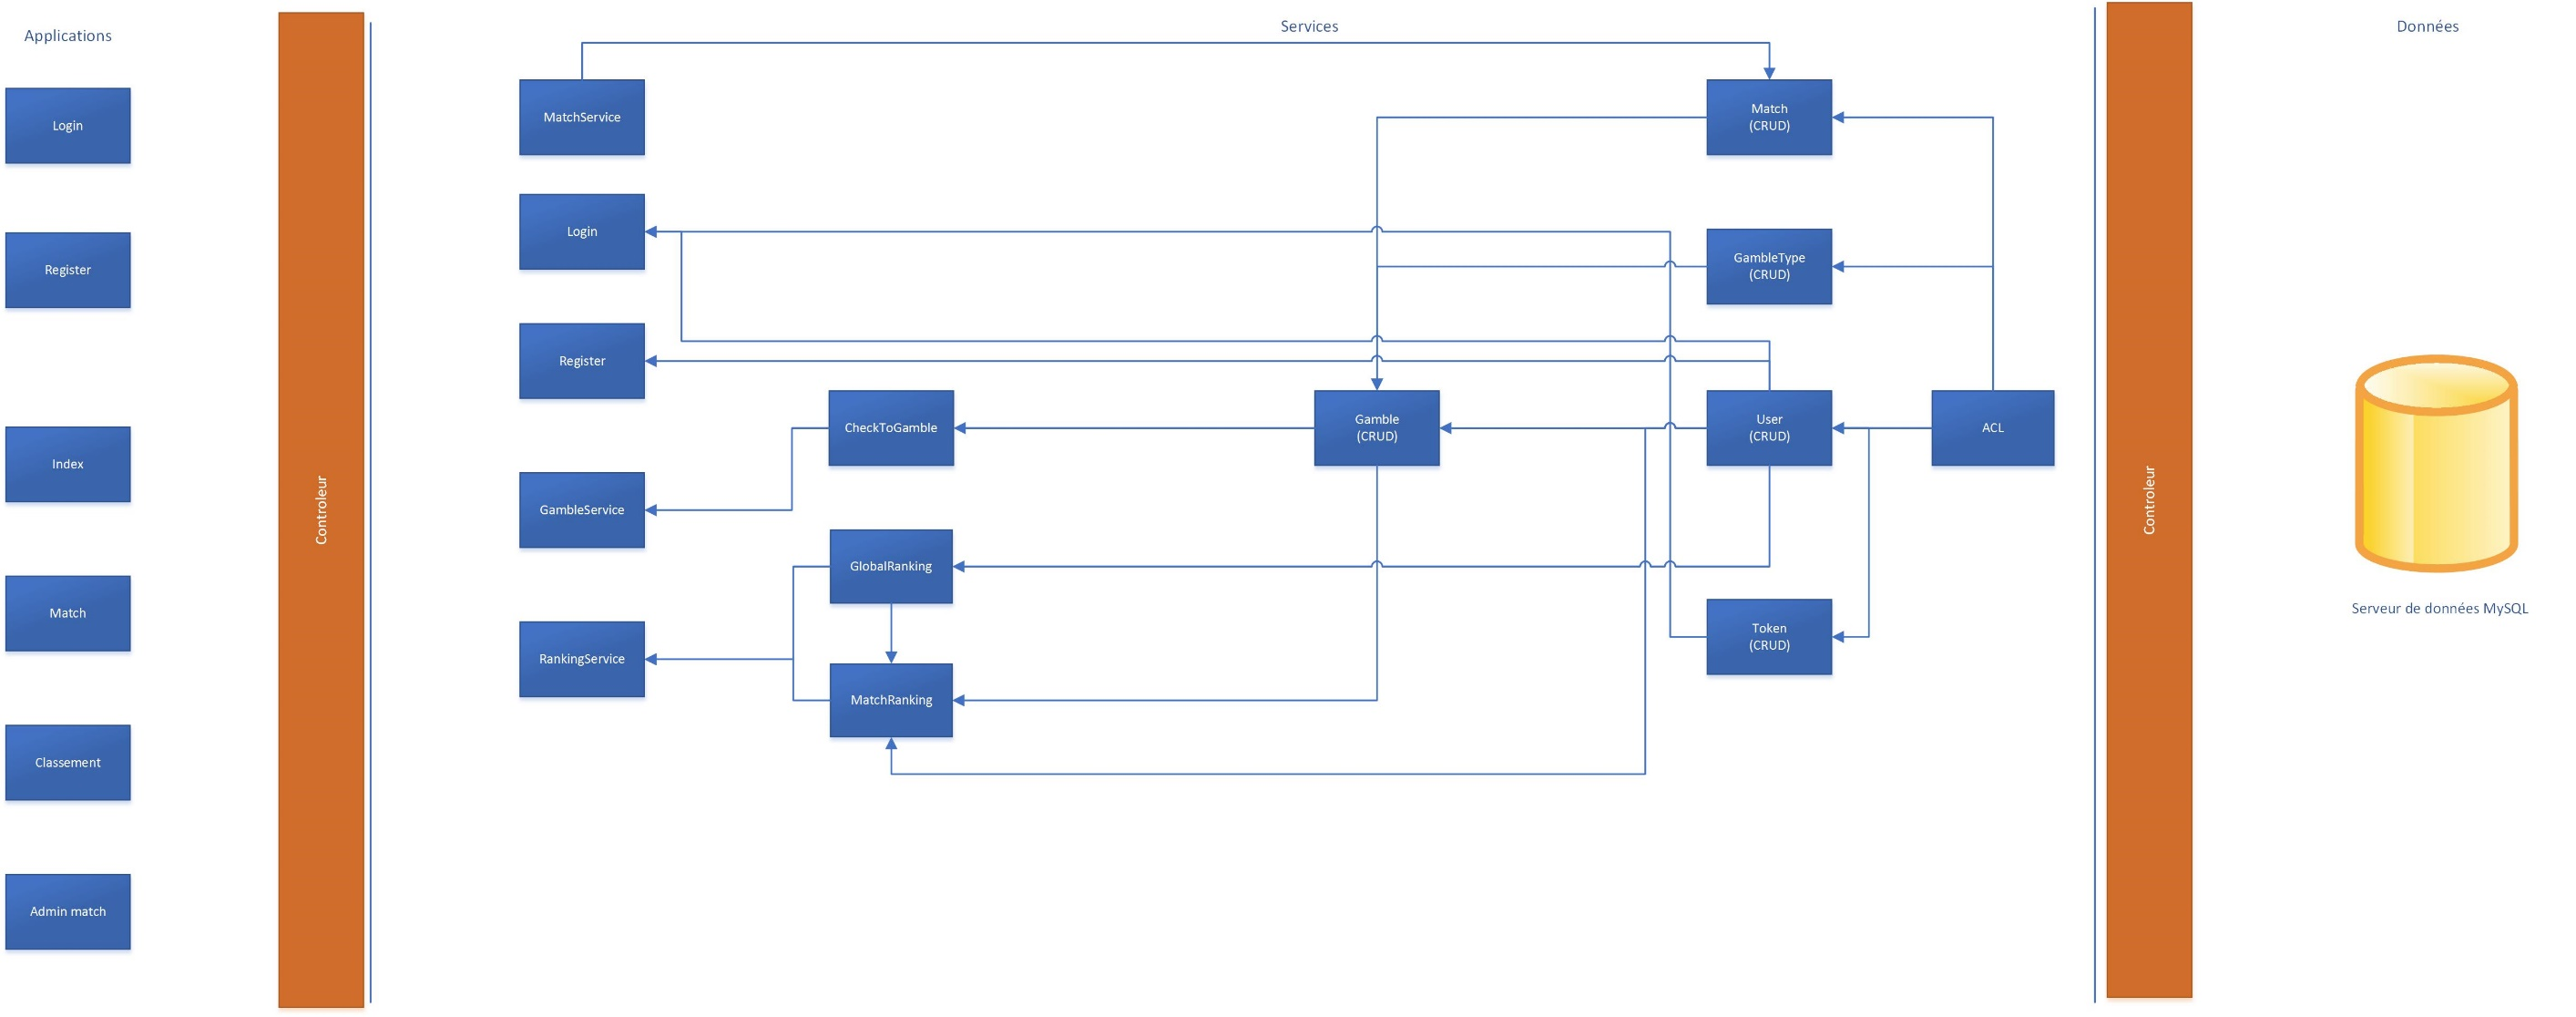 Applications
Services
Données
Login
Register
Index
Match
Classement
Admin match
Controleur
MatchService
Login
Register
GambleService
RankingService
CheckToGamble
GlobalRanking
MatchRanking
Gamble
(CRUD)
Match
(CRUD)
GambleType
(CRUD)
User
(CRUD)
Token
(CRUD)
ACL
Controleur
Serveur de données MySQL